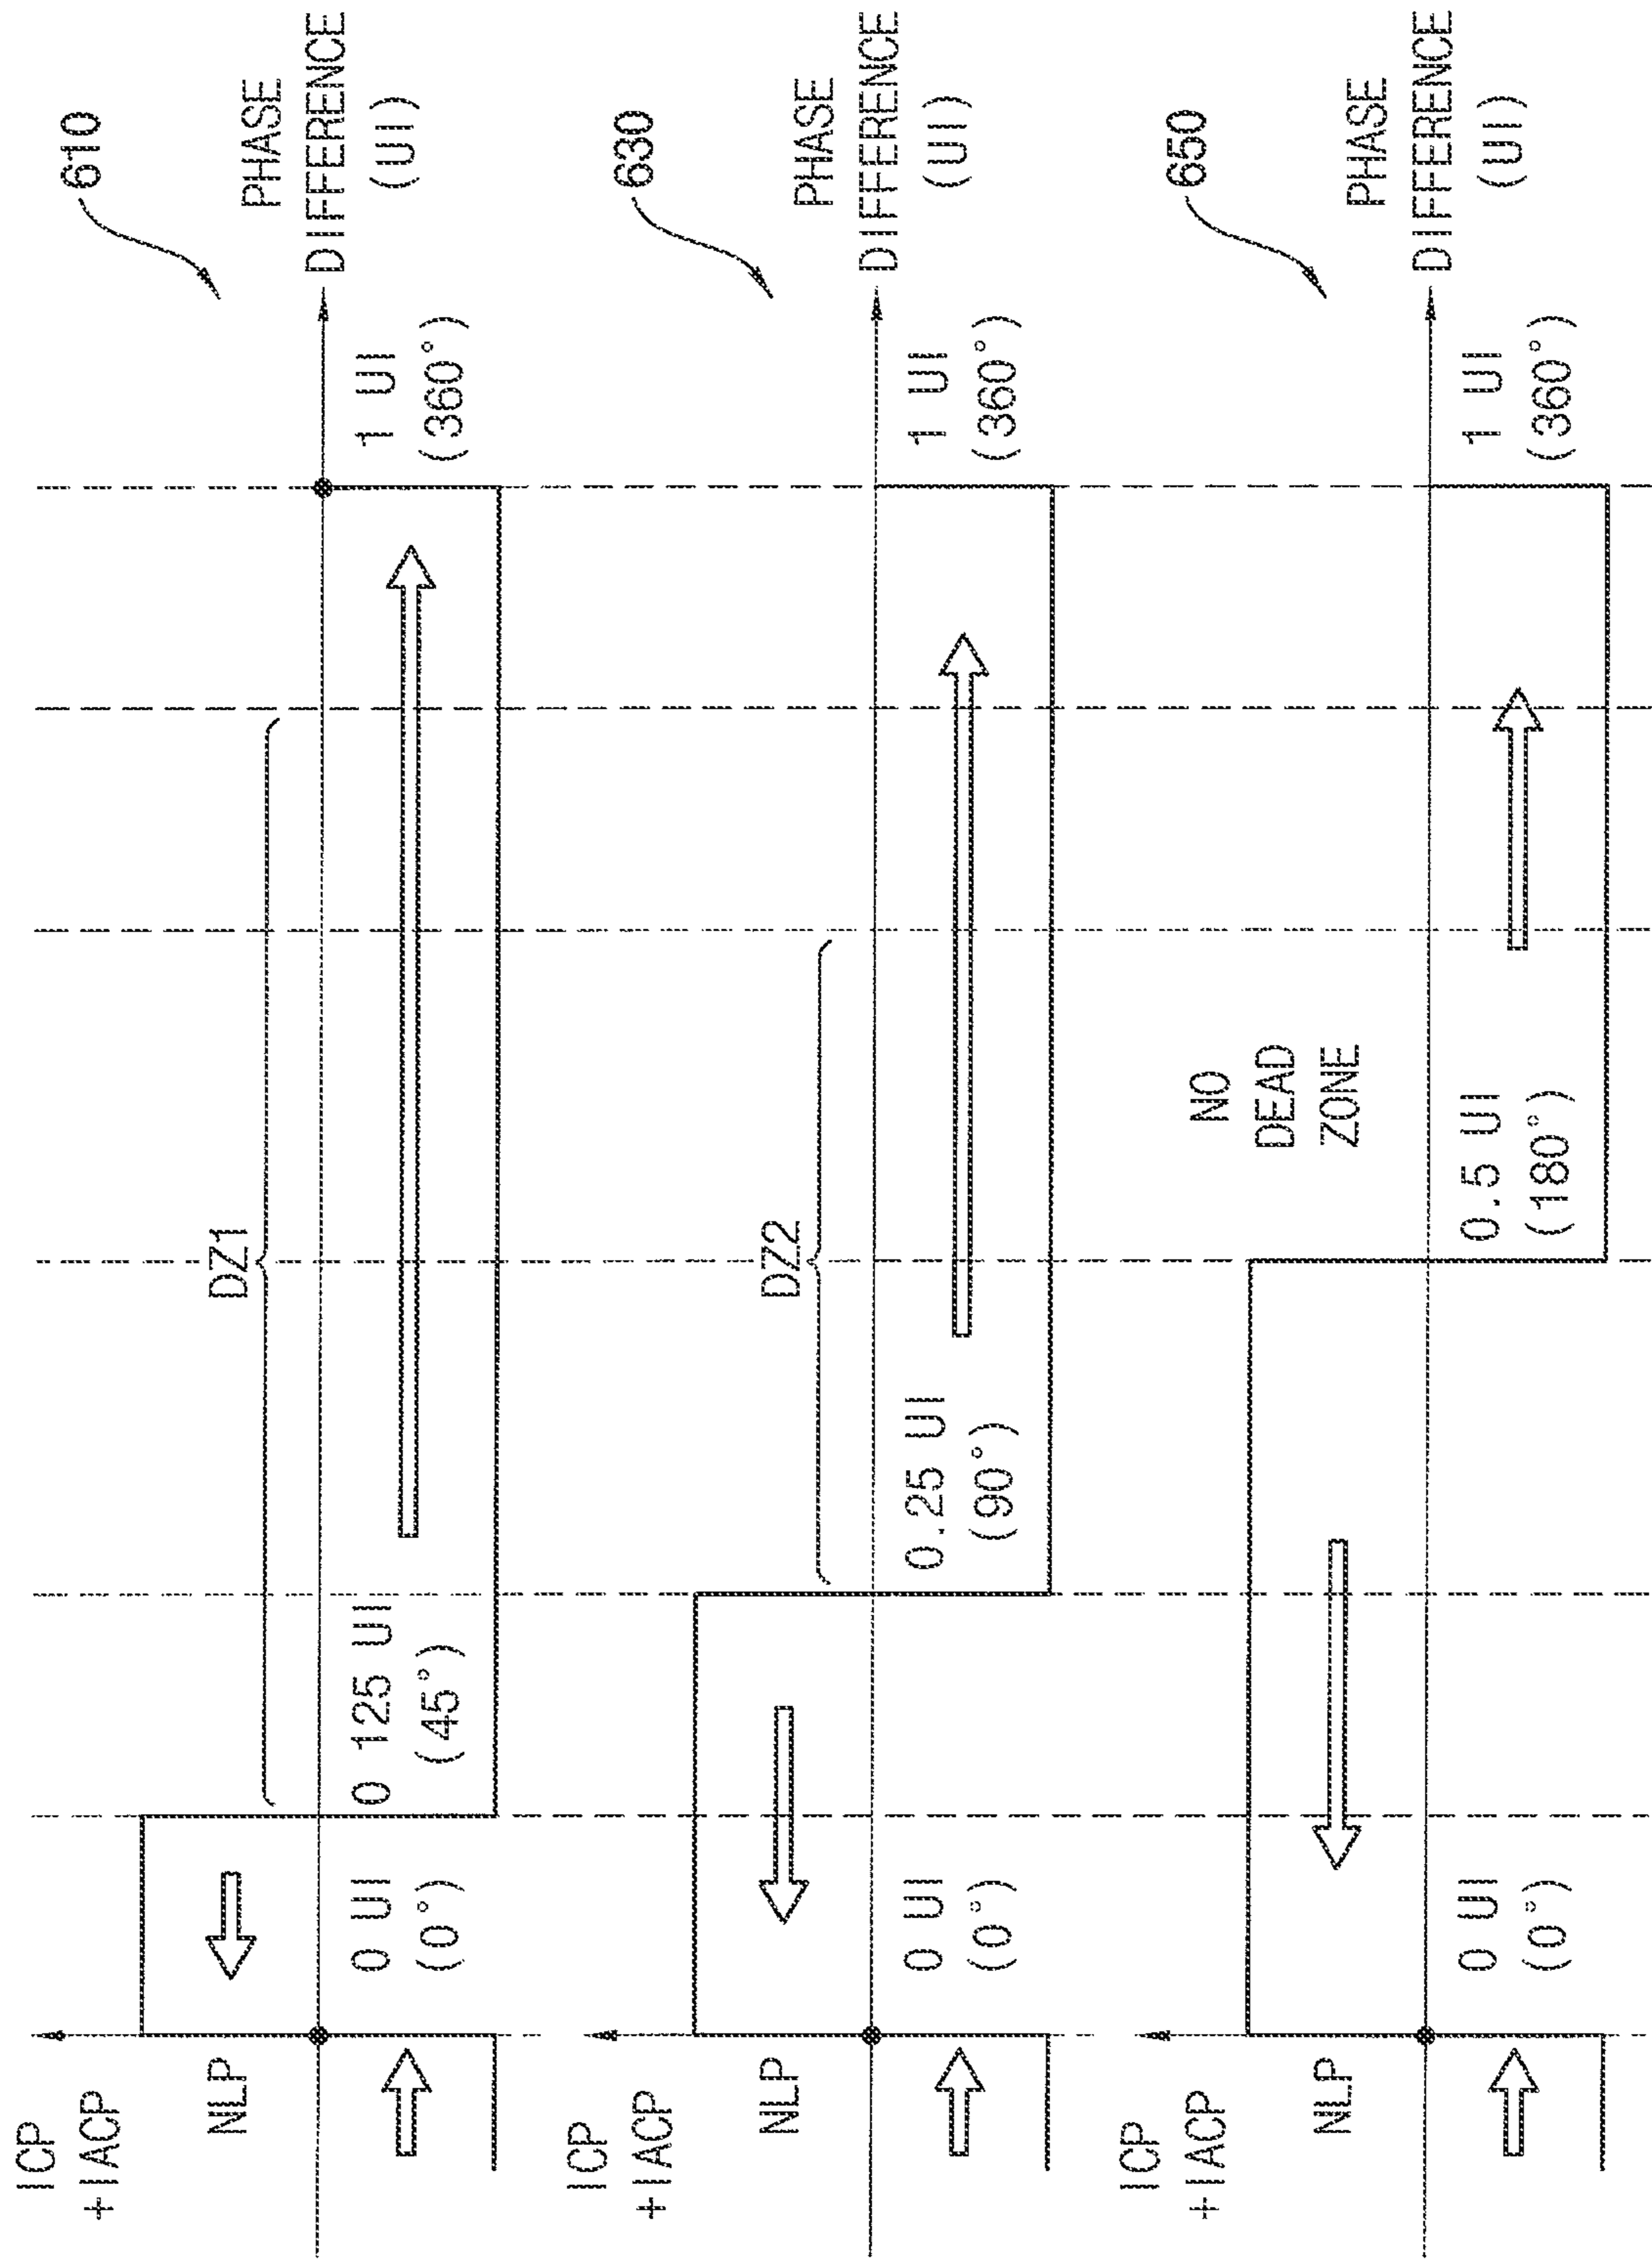 610
ICP
+IACP
NLP
DZ1
0 UI
(0°)
0 125 UI
(45°)
1 UI
(360°)
PHASE
DIFFERENCE
(UI)
630
ICP
+IACP
NLP
DZ2
0 UI
(0°)
0.25 UI
(90°)
1 UI
(360°)
PHASE
DIFFERENCE
(UI)
650
ICP
+IACP
NLP
NO
DEAD
ZONE
0 UI
(0°)
0.5 UI
(180°)
1 UI
(360°)
PHASE
DIFFERENCE
(UI)